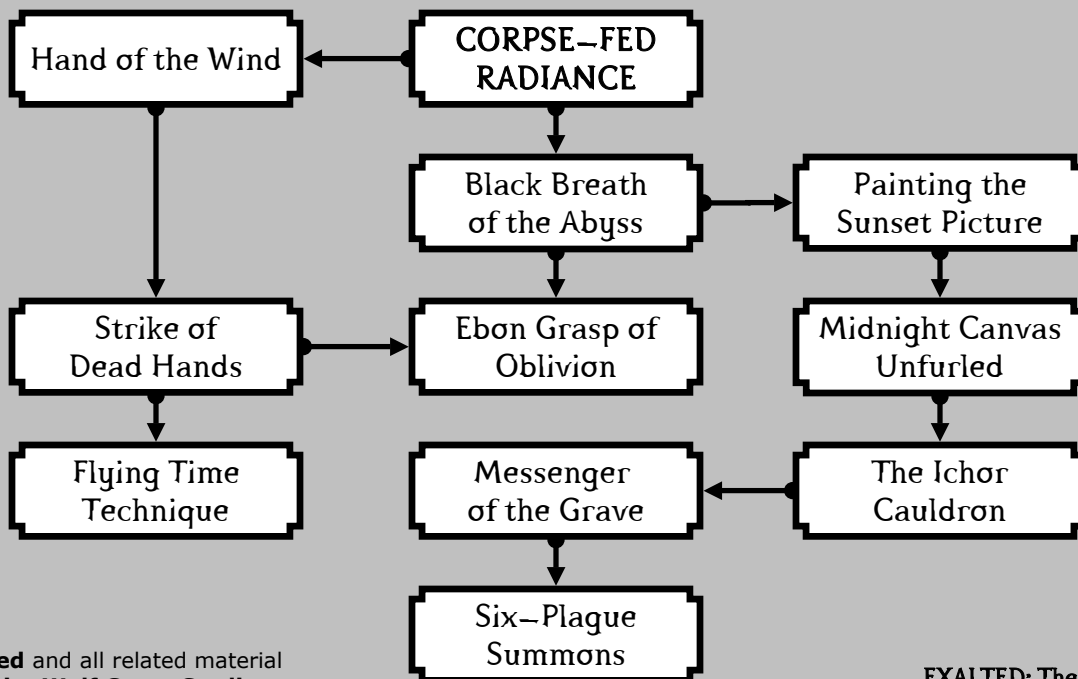 Hand of the Wind
CORPSE–FED
RADIANCE
Black Breath
of the Abyss
Painting the
Sunset Picture
Strike of
Dead Hands
Ebon Grasp of
Oblivion
Midnight Canvas
Unfurled
Flying Time
Technique
Messenger
of the Grave
The Ichor
Cauldron
Six–Plague
Summons
ed and all related material
EXALTED: The